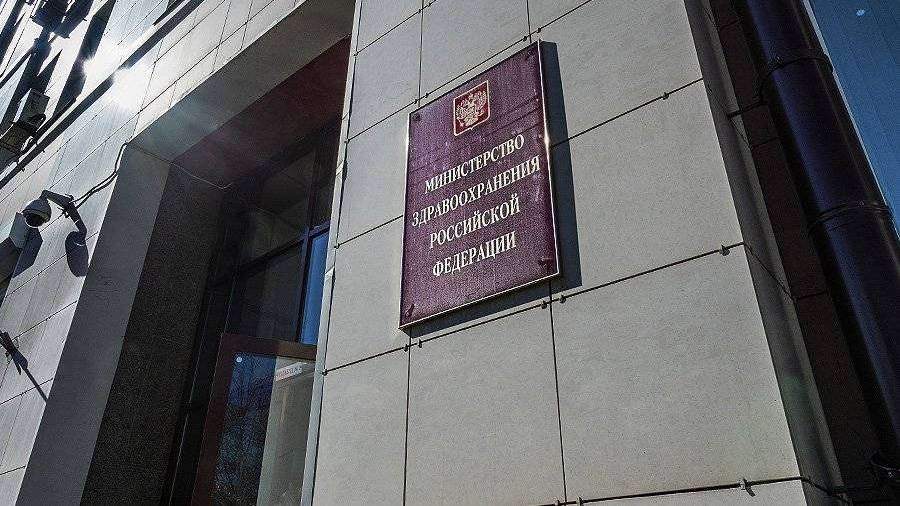 МИНИСТЕРСТВО
ЗДРАВООХРАНЕНИЯ
РОССИЙСКОЙ
ФЕДЕРАЦИИ